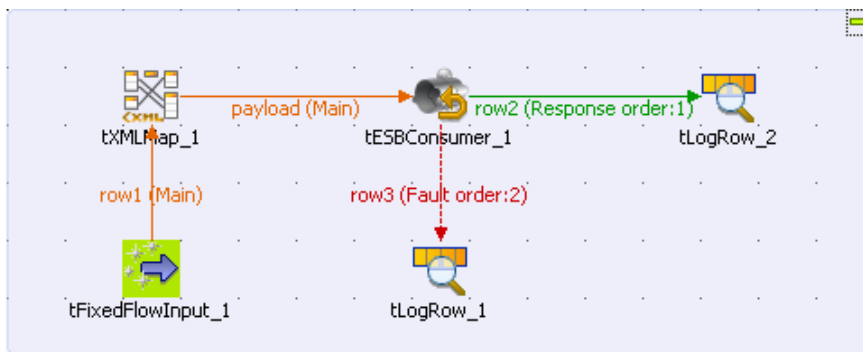 payload (Main)
row2 (Response order:1)
tXMLMap_1
tESBConsumer_1
tLogRow_2
row1 (Main)
row3 (Fault order:2)
tFixedFlowInput_1
tLogRow_1